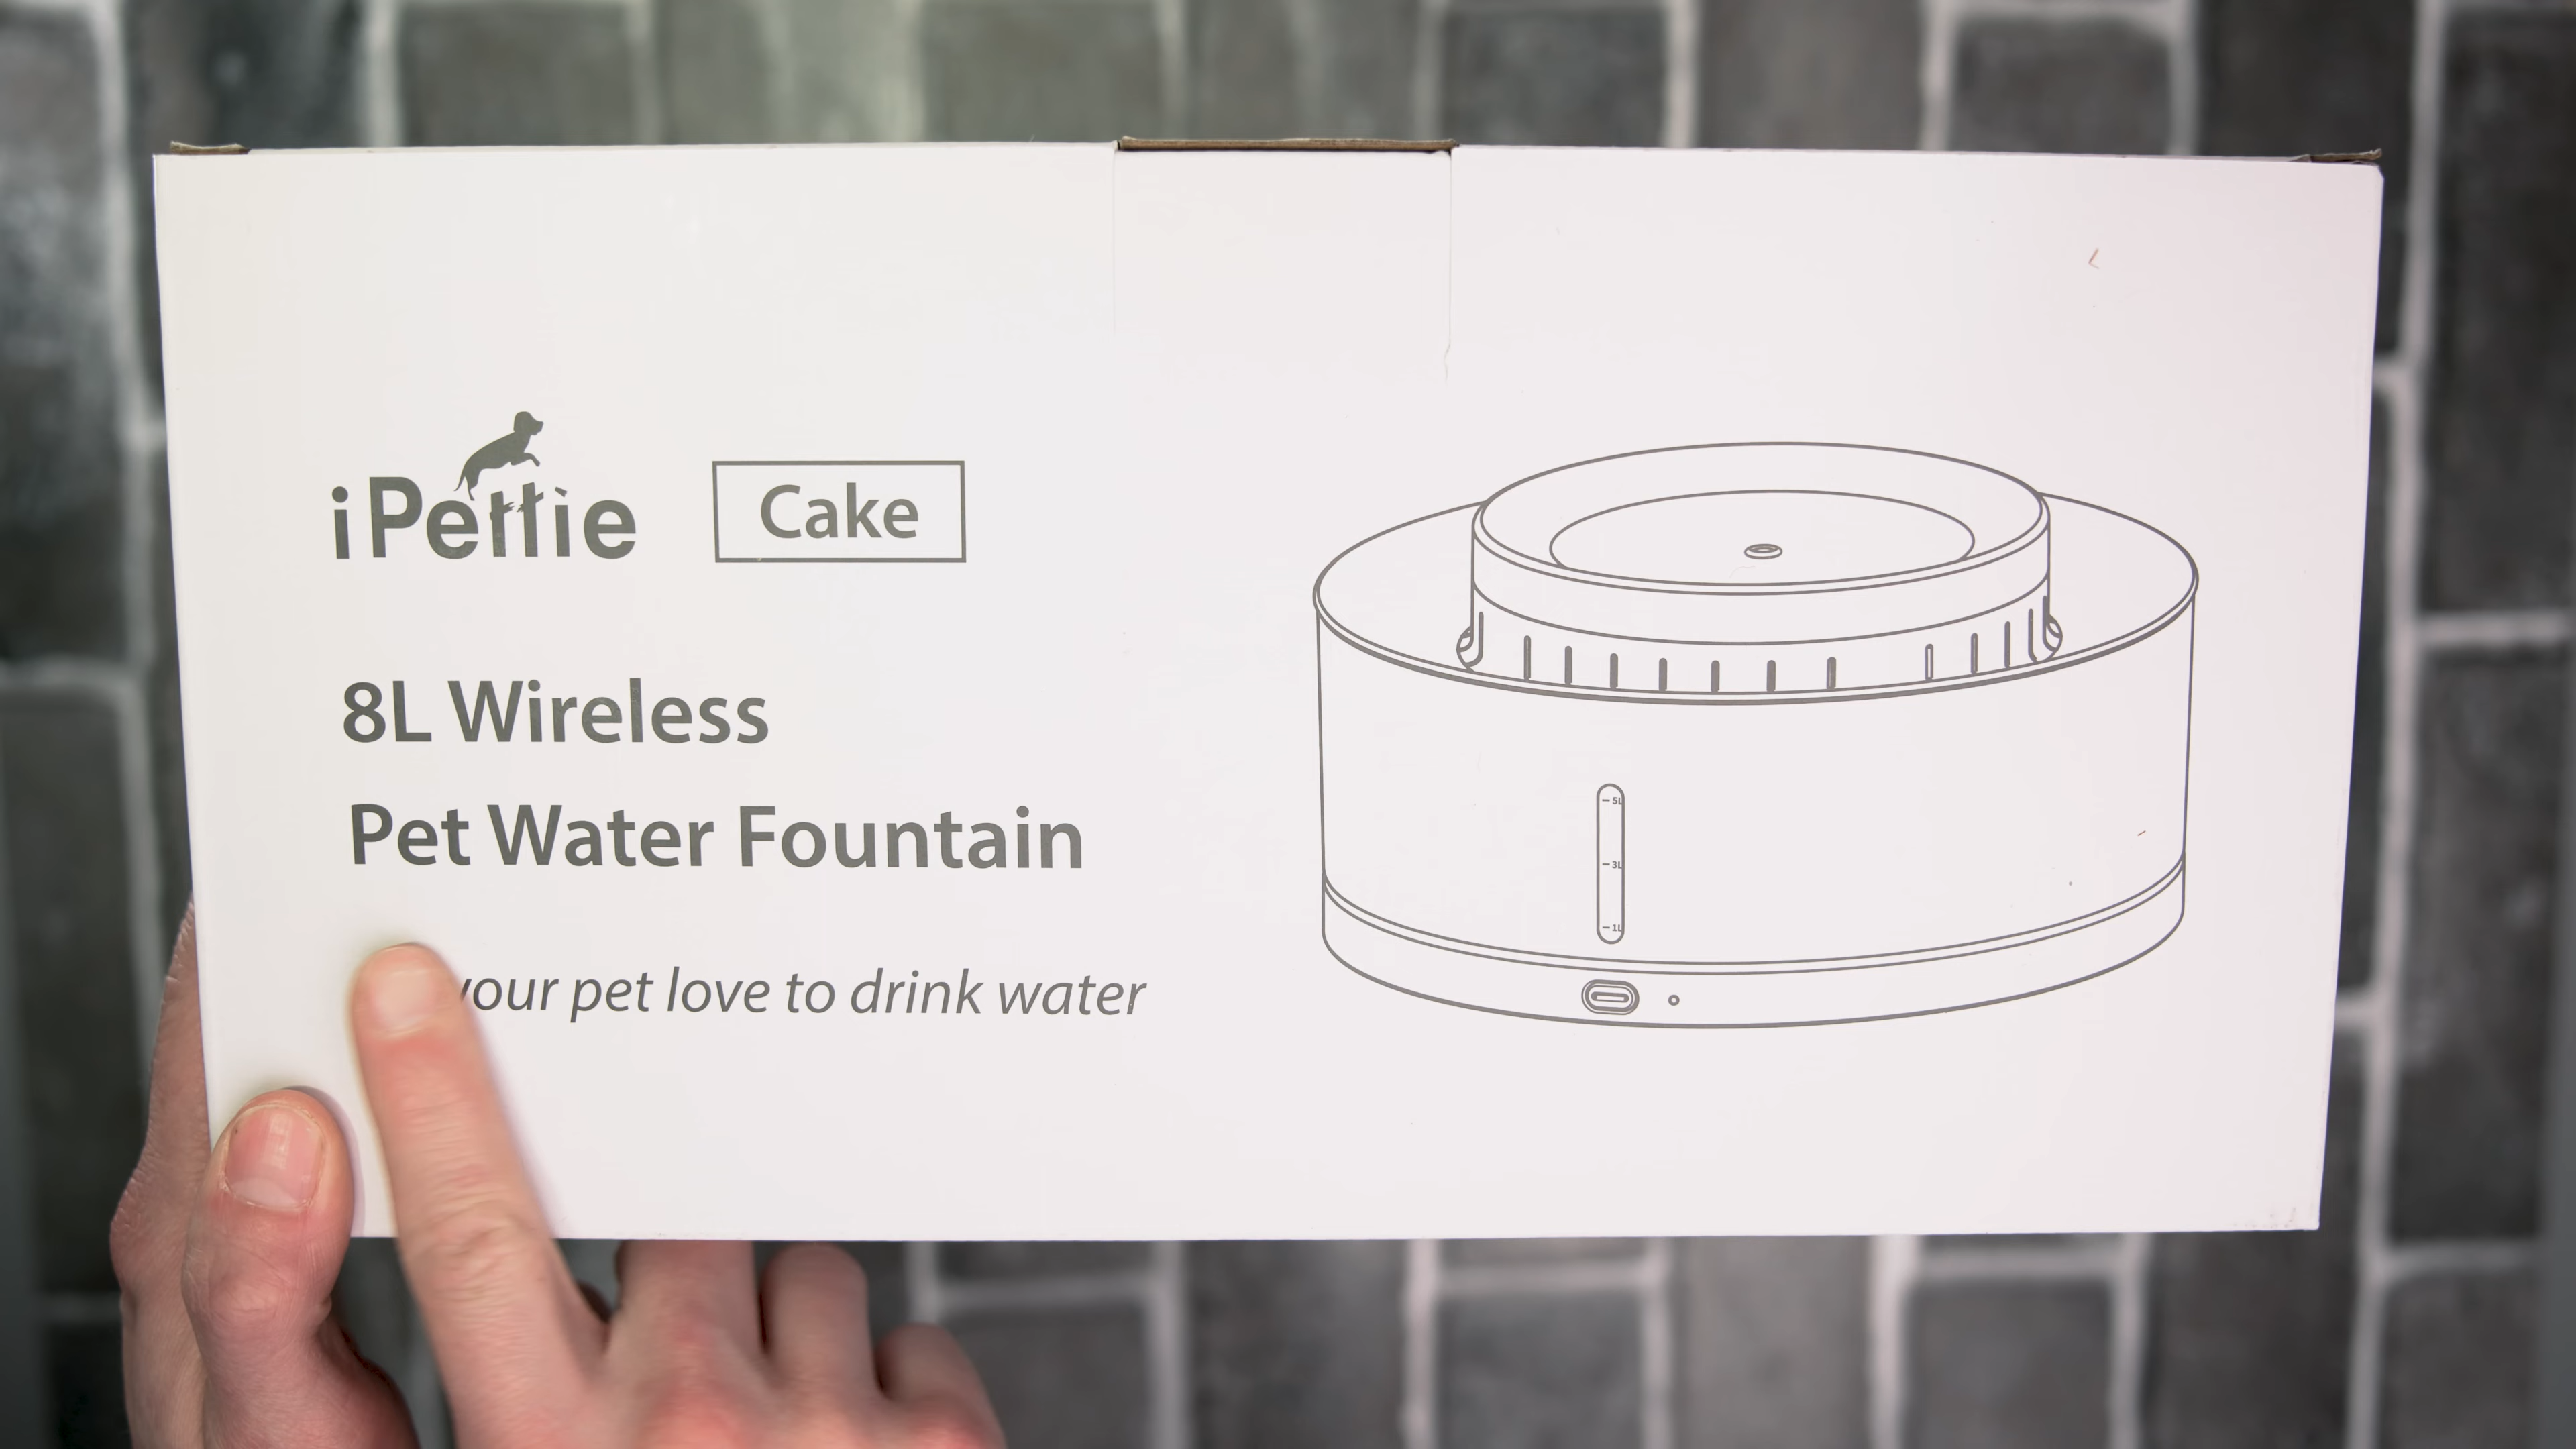 iPettie
Cake
8L Wireless
Pet Water Fountain
your pet love to drink water
5L
3L
1L